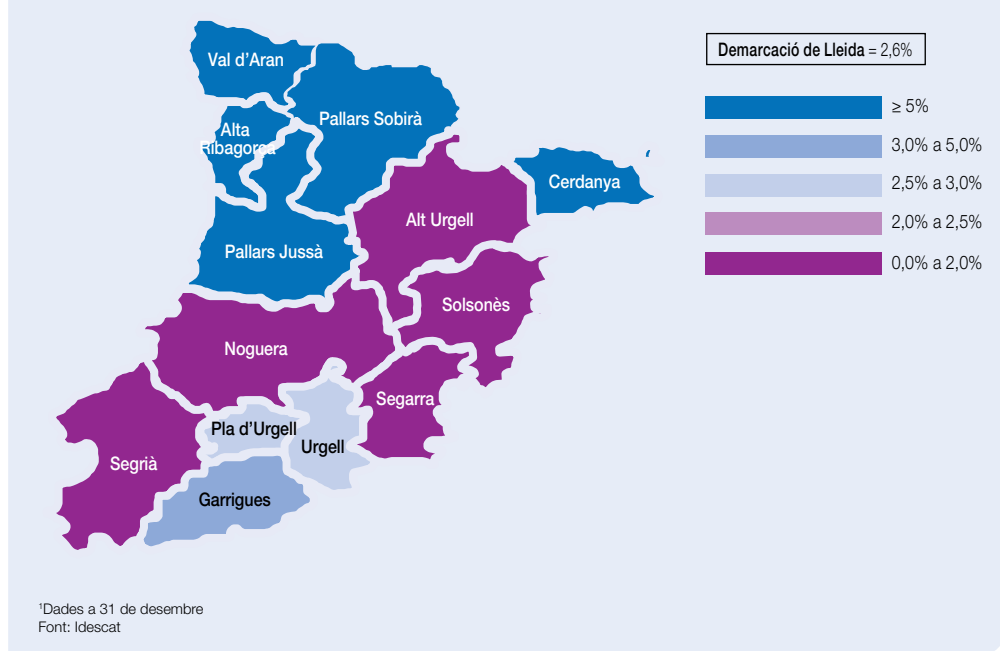 Val d'Aran
Demarcació de Lleida = 2,6%
≥ 5%
Pallars Sobirà
Alta
Ribagorça
3,0% a 5,0%
Cerdanya
2,5% a 3,0%
Alt Urgell
2,0% a 2,5%
Pallars Jussà
0,0% a 2,0%
Solsonès
Noguera
Segarra
Pla d'Urgell
Urgell
Segrià
Garrigues
¹Dades a 31 de desembre
Font: Idescat